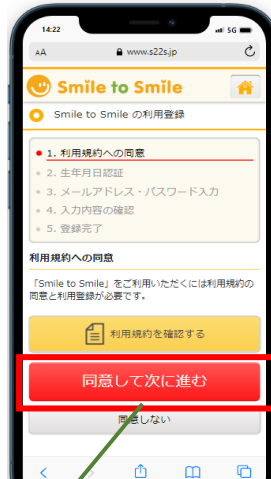 14:22
5G
AA
www.s22s.jp
Smile to Smile
Smile to Smile の利用登録
1. 利用規約への同意
2. 生年月日認証
3. メールアドレス・パスワード入力
4. 入力内容の確認
5. 登録完了
利用規約への同意
「Smile to Smile」をご利用いただくには利用規約の
同意と利用登録が必要です。
利用規約を確認する
同意して次に進む
同意しない